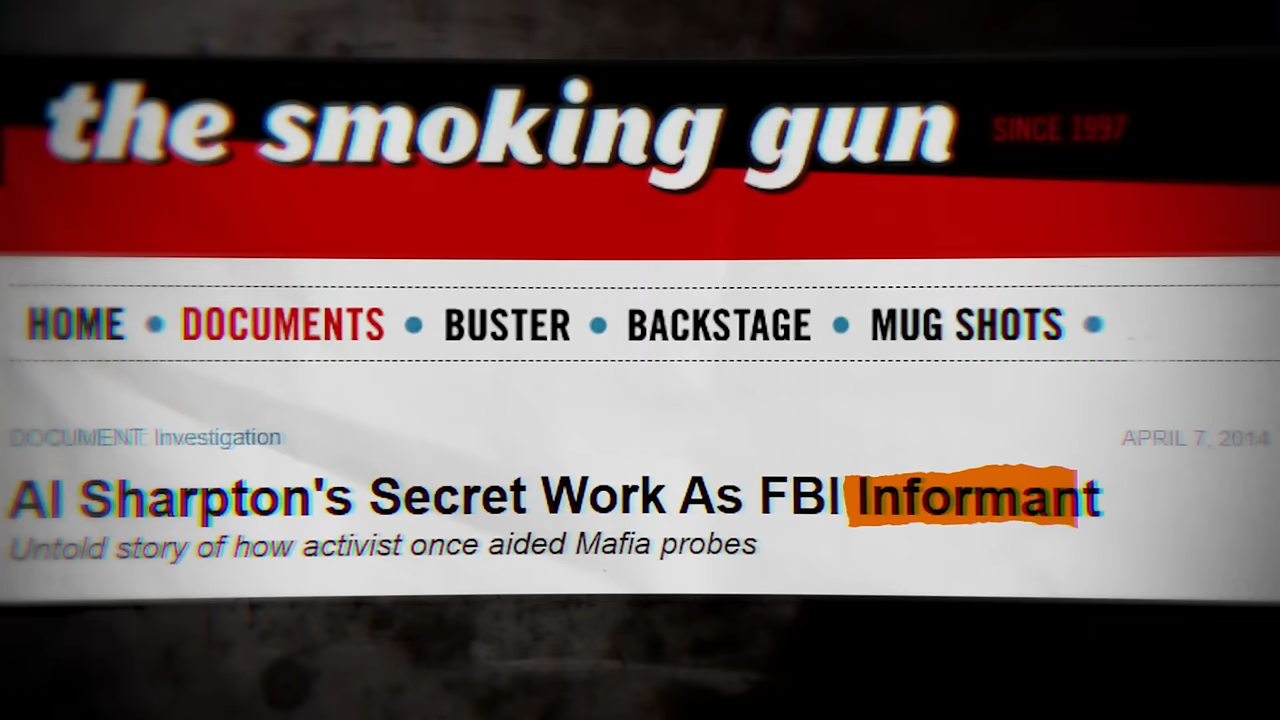 the smoking gun SINCE 1997
HOME • DOCUMENTS • BUSTER • BACKSTAGE • MUG SHOTS •
DOCUMENT: Investigation APRIL 7, 2014
Al Sharpton's Secret Work As FBI Informant
Untold story of how activist once aided Mafia probes